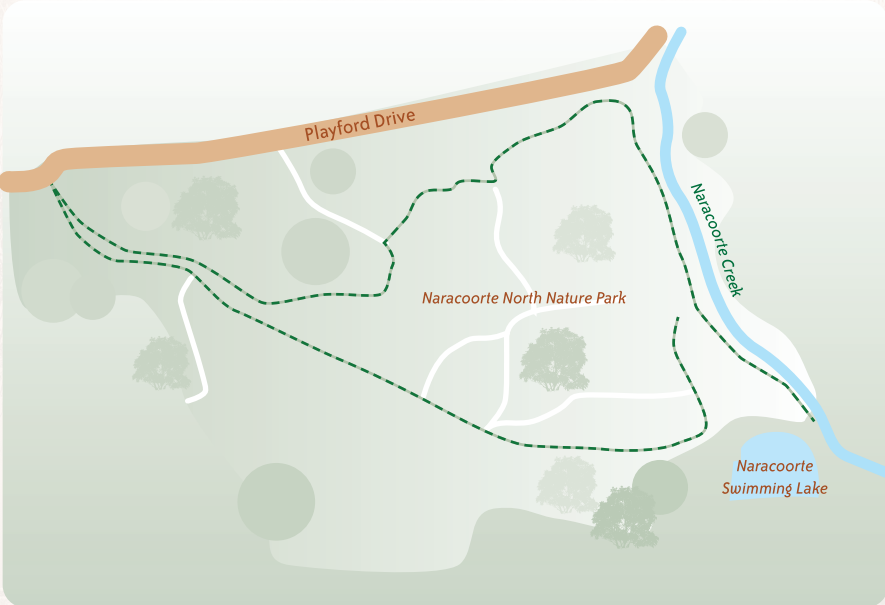 Playford Drive
Naracoorte Creek
Naracoorte North Nature Park
Naracoorte
Swimming Lake